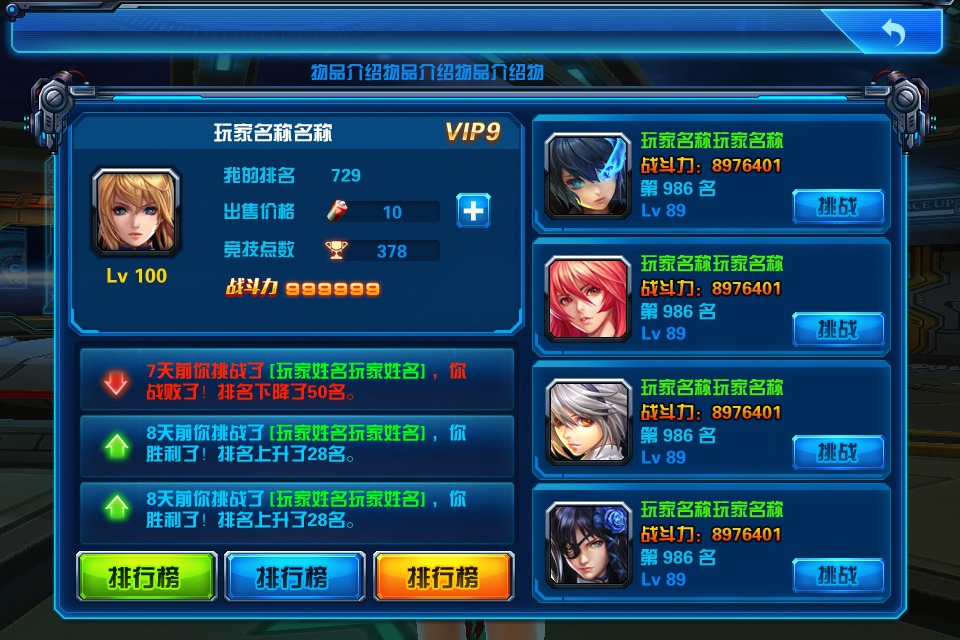 物品介绍物品介绍物品介绍物
玩家名称名称 VIP9
我的排名 729
出售价格 10
竞技点数 378
战斗力 999999
Lv 100
7天前你挑战了 [玩家姓名玩家姓名] ，你
战败了！排名下降了50名。
8天前你挑战了 [玩家姓名玩家姓名] ，你
胜利了！排名上升了28名。
8天前你挑战了 [玩家姓名玩家姓名] ，你
胜利了！排名上升了28名。
排行榜 排行榜 排行榜
玩家名称玩家名称
战斗力：8976401
第 986 名
Lv 89
挑战
玩家名称玩家名称
战斗力：8976401
第 986 名
Lv 89
挑战
玩家名称玩家名称
战斗力：8976401
第 986 名
Lv 89
挑战
玩家名称玩家名称
战斗力：8976401
第 986 名
Lv 89
挑战